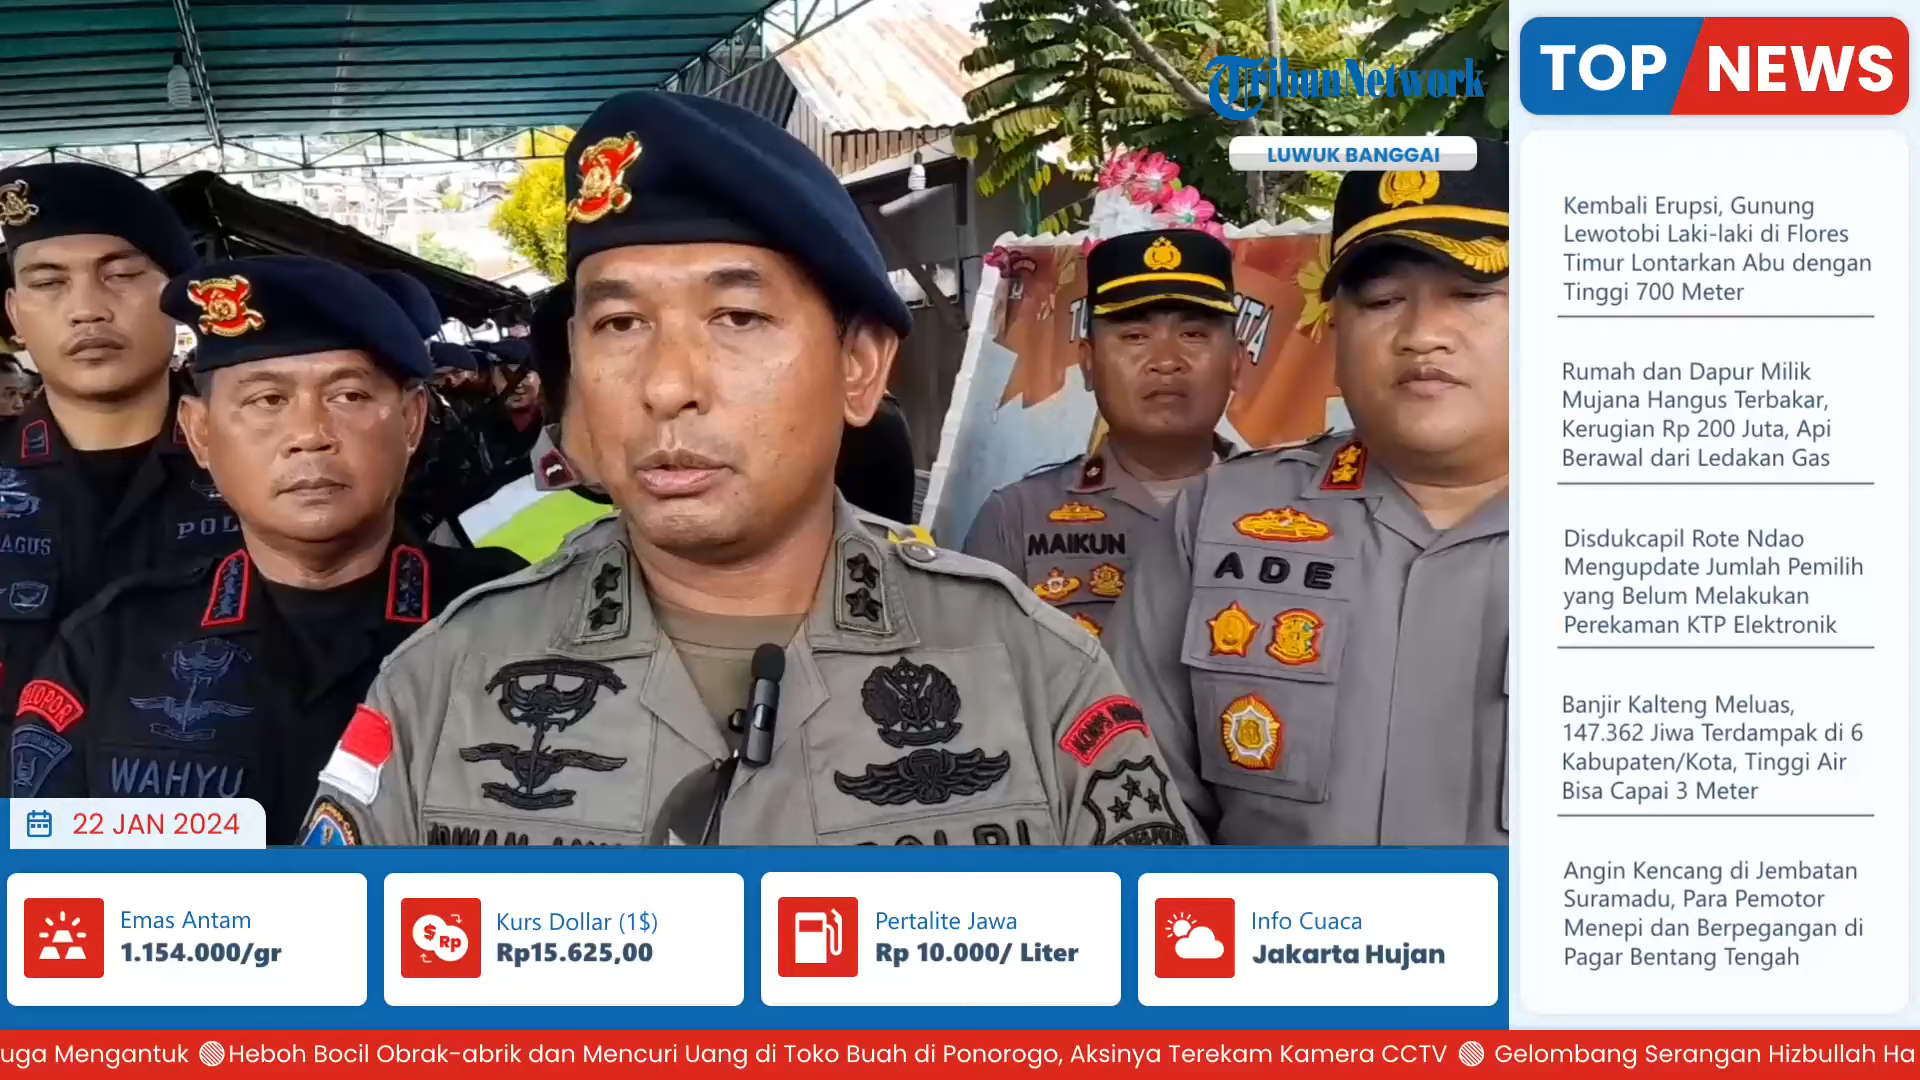 TribunNetwork
LUWUK BANGGAI
TOP NEWS
Kembali Erupsi, Gunung
Lewotobi Laki-laki di Flores
Timur Lontarkan Abu dengan
Tinggi 700 Meter
Rumah dan Dapur Milik
Mujana Hangus Terbakar,
Kerugian Rp 200 Juta, Api
Berawal dari Ledakan Gas
Disdukcapil Rote Ndao
Mengupdate Jumlah Pemilih
yang Belum Melakukan
Perekaman KTP Elektronik
Banjir Kalteng Meluas,
147.362 Jiwa Terdampak di 6
Kabupaten/Kota, Tinggi Air
Bisa Capai 3 Meter
Angin Kencang di Jembatan
Suramadu, Para Pemotor
Menepi dan Berpegangan di
Pagar Bentang Tengah
AGUS
POL
WAHYU
MAIKUN
ADE
POLRI
22 JAN 2024
Emas Antam
1.154.000/gr
Kurs Dollar (1$)
$ Rp
Rp15.625,00
Pertalite Jawa
Rp 10.000/ Liter
Info Cuaca
Jakarta Hujan
uga Mengantuk Heboh Bocil Obrak-abrik dan Mencuri Uang di Toko Buah di Ponorogo, Aksinya Terekam Kamera CCTV Gelombang Serangan Hizbullah Ha